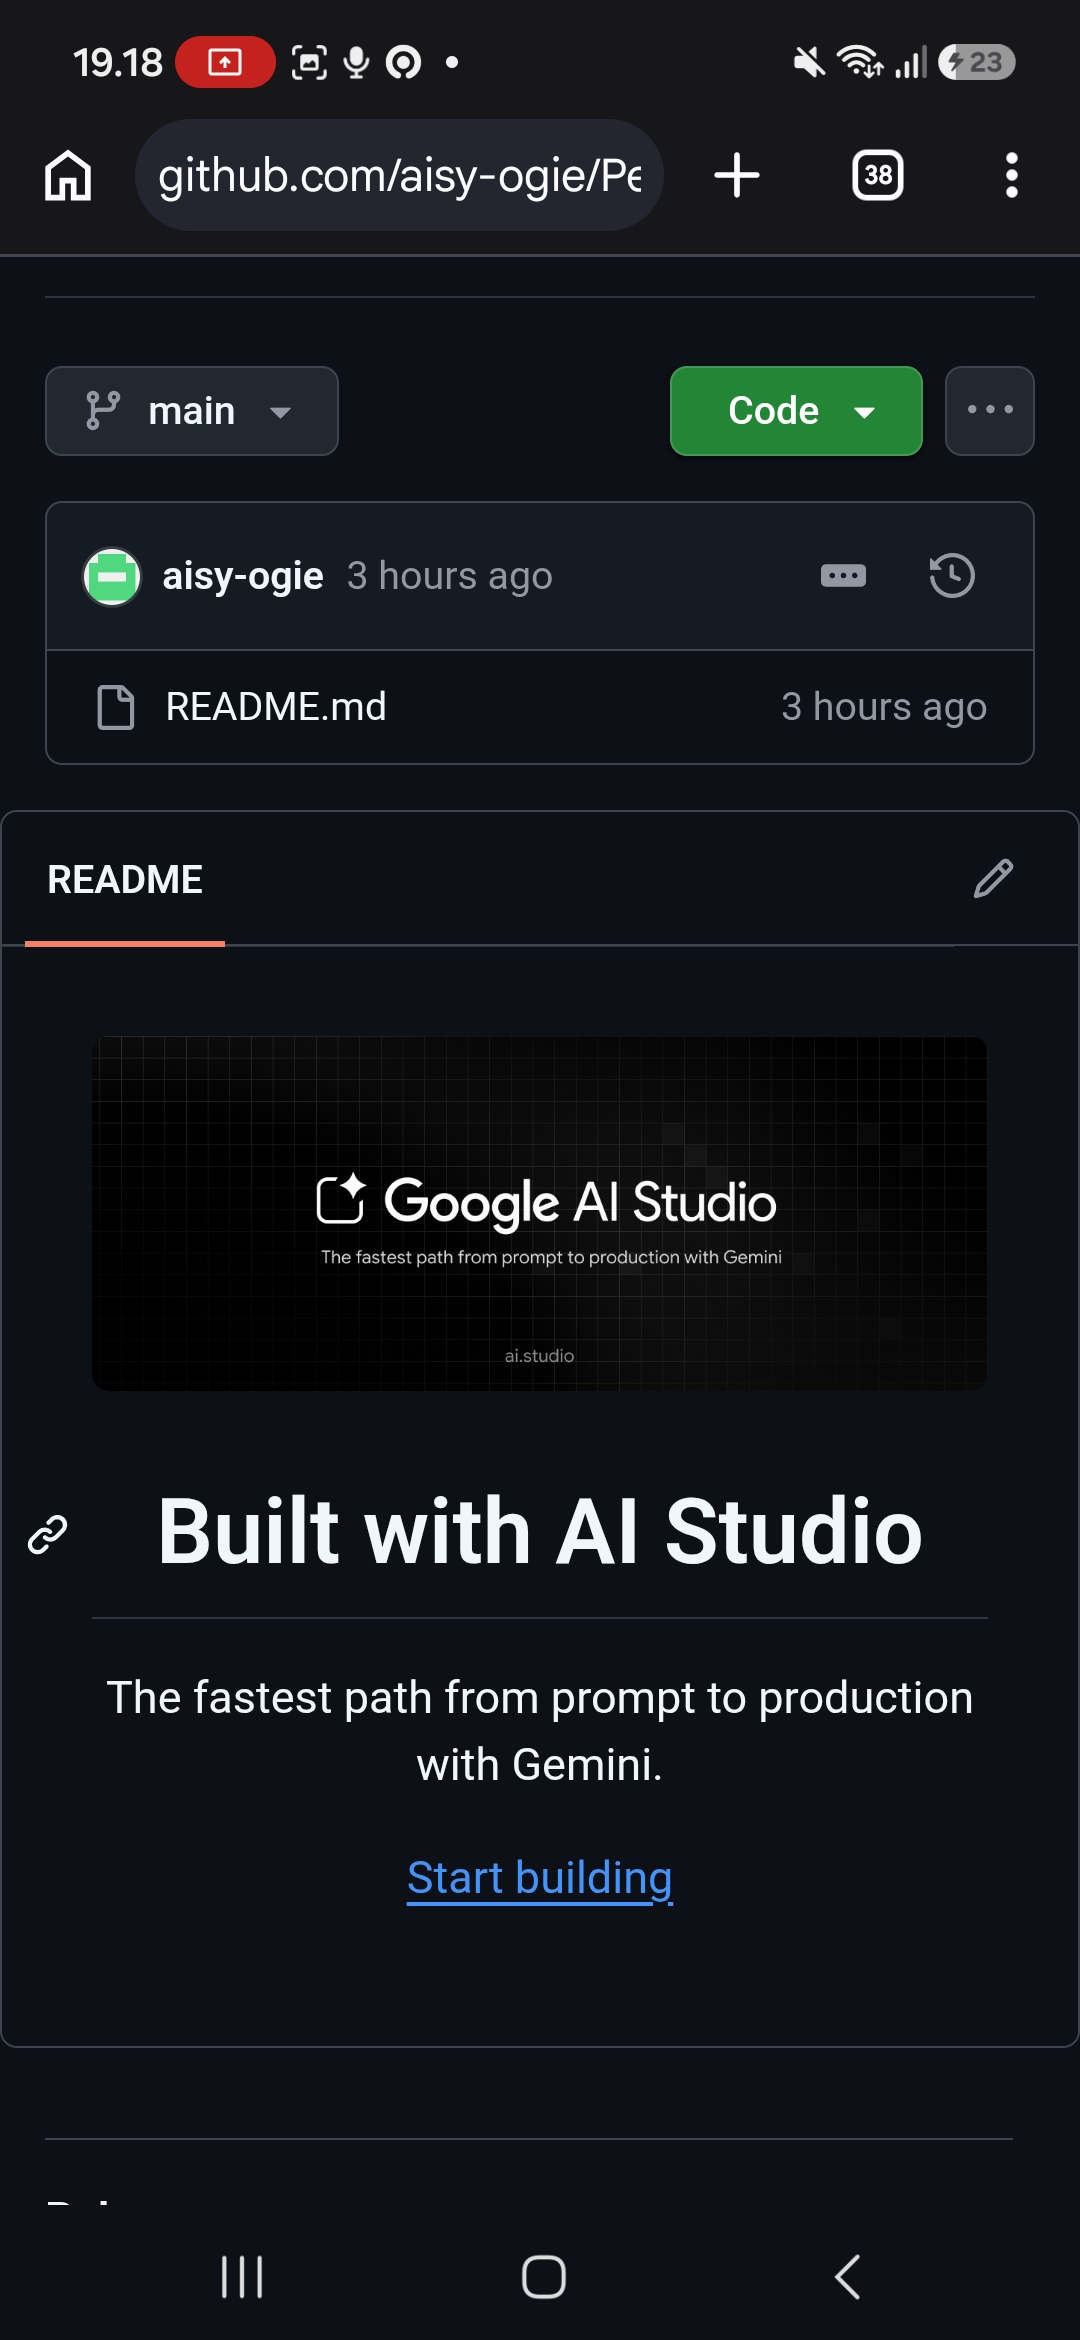 19.18
23
github.com/aisy-ogie/Pe
38
main
Code
aisy-ogie 3 hours ago
README.md 3 hours ago
README
Google AI Studio
The fastest path from prompt to production with Gemini
ai.studio
Built with AI Studio
The fastest path from prompt to production
with Gemini.
Start building